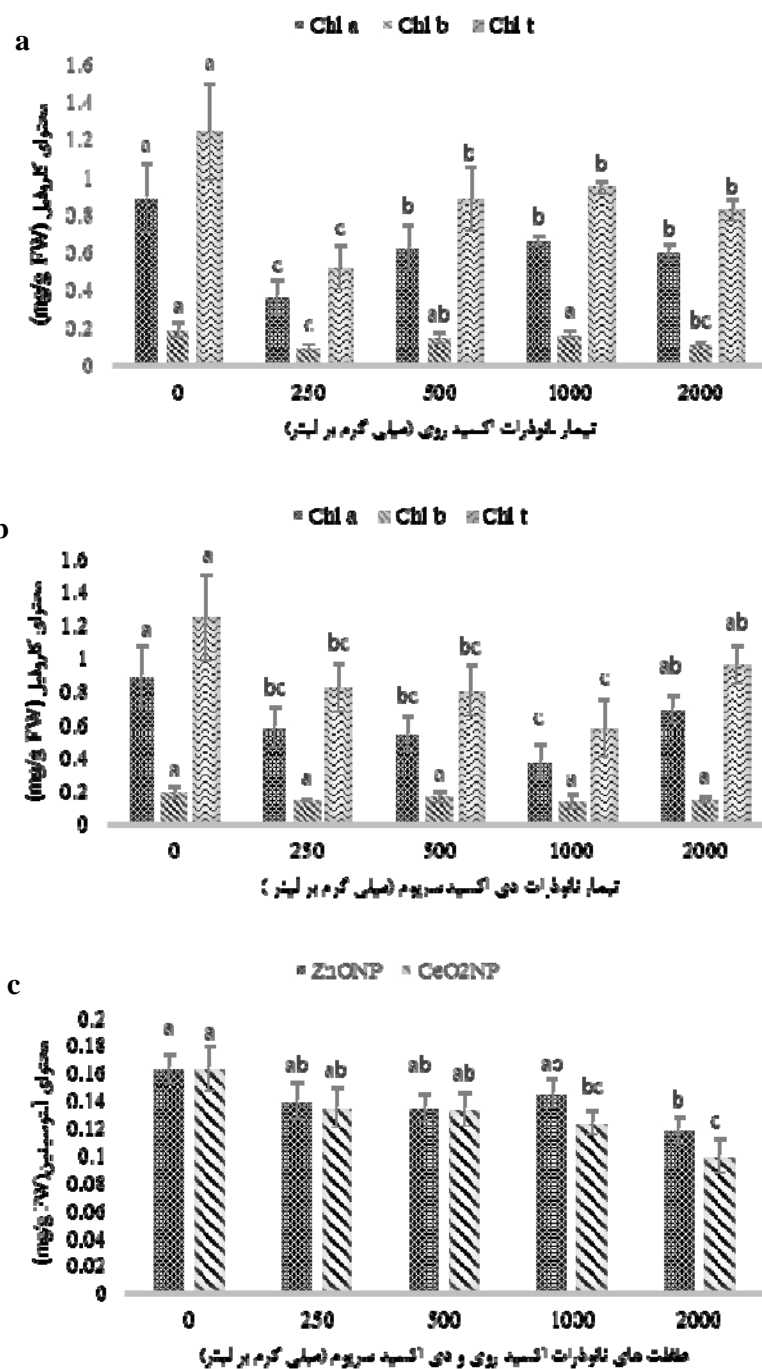 a
Chl a Chl b Chl t
محتوای کلروفیل (mg/g FW)
1.6
1.4
1.2
1
0.8
0.6
0.4
0.2
0
a a a
c c c
b ab b
b a b
b bc b
0 250 500 1000 2000
تیمار نانوذرات اکسید روی (میلی گرم بر لیتر)
b
Chl a Chl b Chl t
محتوای کلروفیل (mg/g FW)
1.6
1.4
1.2
1
0.8
0.6
0.4
0.2
0
a a a
bc a bc
bc a bc
c a c
ab a ab
0 250 500 1000 2000
تیمار نانوذرات دی اکسید سریوم (میلی گرم بر لیتر )
c
ZnONP CeO2NP
محتوای آنتوسیانین (mg/g FW)
0.2
0.18
0.16
0.14
0.12
0.1
0.08
0.06
0.04
0.02
0
a a
ab ab
ab ab
ab bc
b c
0 250 500 1000 2000
غلظت های نانوذرات اکسید روی و دی اکسید سریوم (میلی گرم بر لیتر)